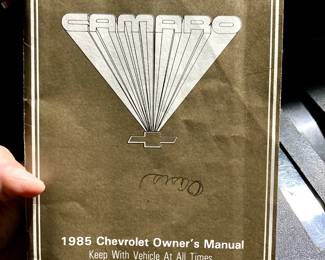 CAMARO
1985 Chevrolet Owner's Manual
Keep With Vehicle At All Times